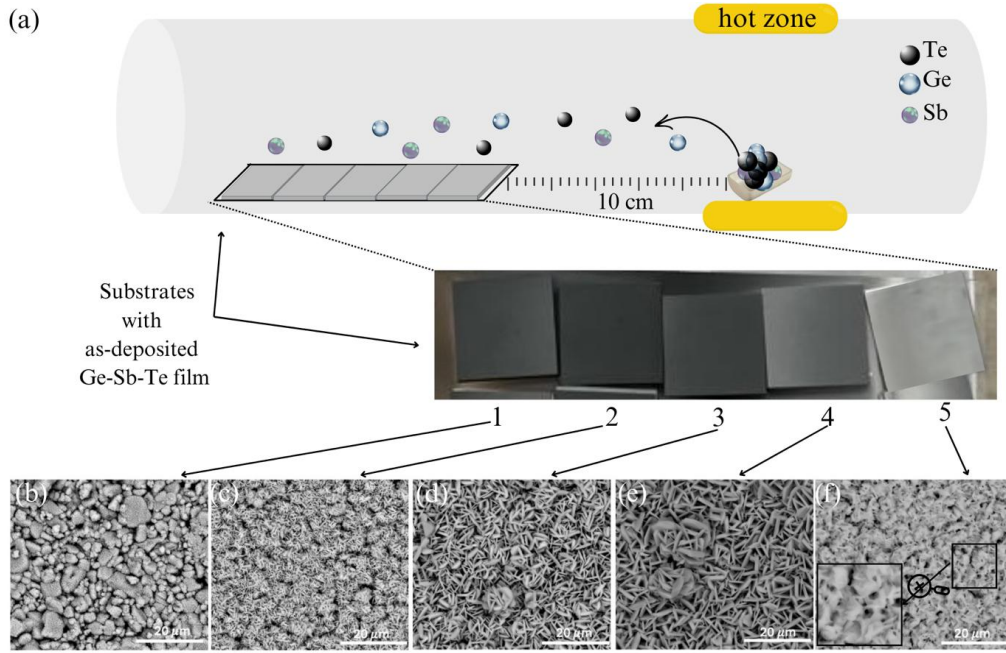 (a)
hot zone
Te
Ge
Sb
10 cm
Substrates
with
as-deposited
Ge-Sb-Te film
1
2
3
4
5
(b)
(c)
(d)
(e)
(f)
20 µm
20 µm
20 µm
20 µm
20 µm